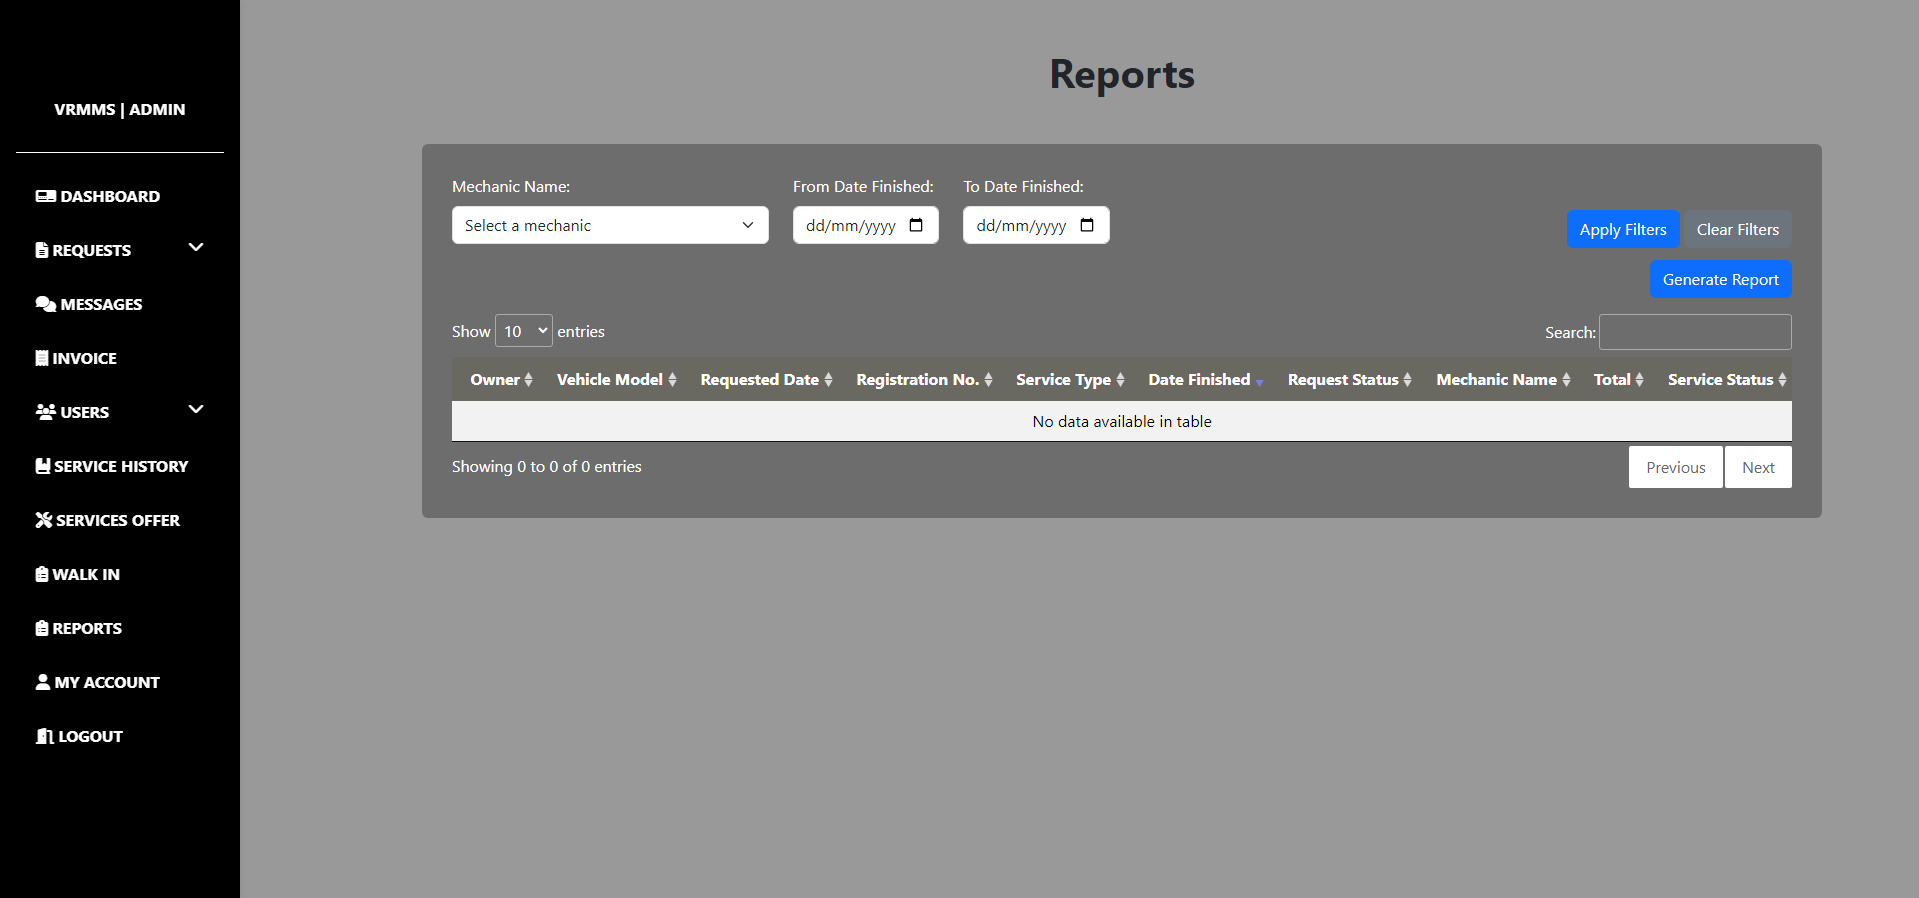 VRMMS | ADMIN
DASHBOARD
REQUESTS
MESSAGES
INVOICE
USERS
SERVICE HISTORY
SERVICES OFFER
WALK IN
REPORTS
MY ACCOUNT
LOGOUT
Reports
Mechanic Name: From Date Finished: To Date Finished:
Select a mechanic dd/mm/yyyy dd/mm/yyyy
Apply Filters Clear Filters
Generate Report
Show 10 entries Search:
Owner Vehicle Model Requested Date Registration No. Service Type Date Finished Request Status Mechanic Name Total Service Status
No data available in table
Showing 0 to 0 of 0 entries Previous Next